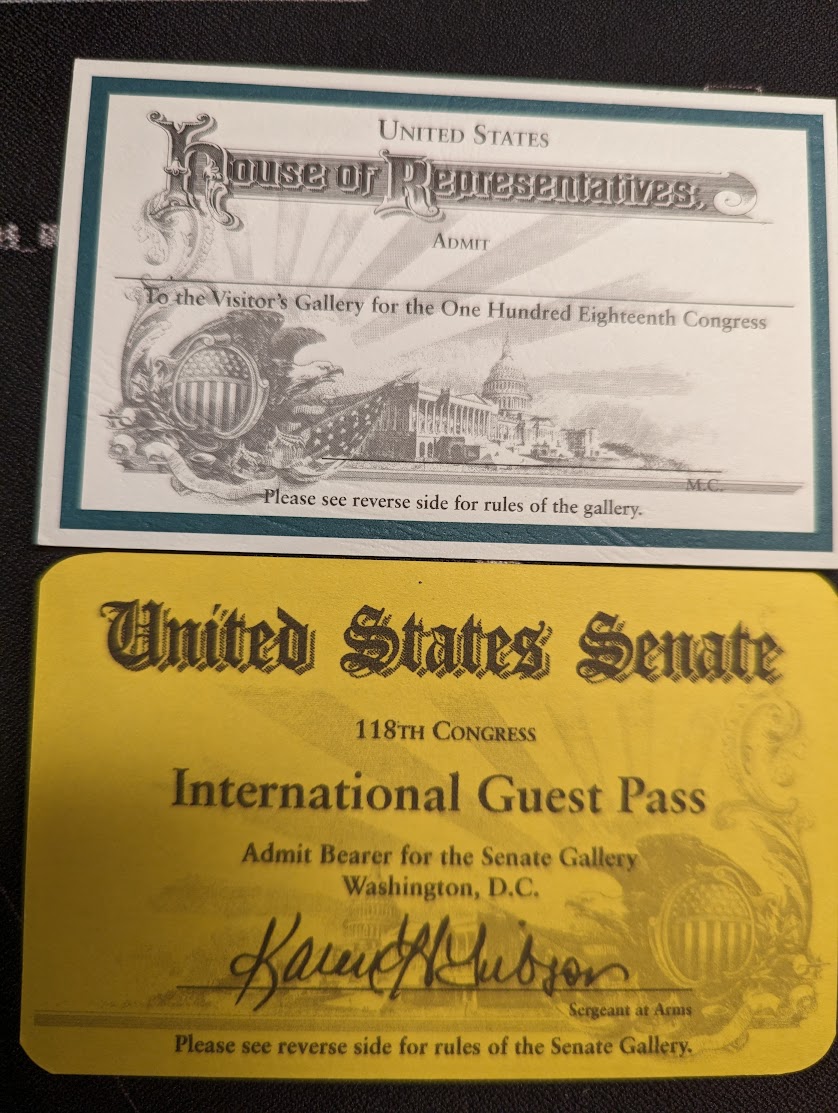 United States
House of Representatives,
Admit
To the Visitor's Gallery for the One Hundred Eighteenth Congress
M.C.
Please see reverse side for rules of the gallery.
United States Senate
118th Congress
International Guest Pass
Admit Bearer for the Senate Gallery
Washington, D.C.
Karen H Gibson
Sergeant at Arms
Please see reverse side for rules of the Senate Gallery.